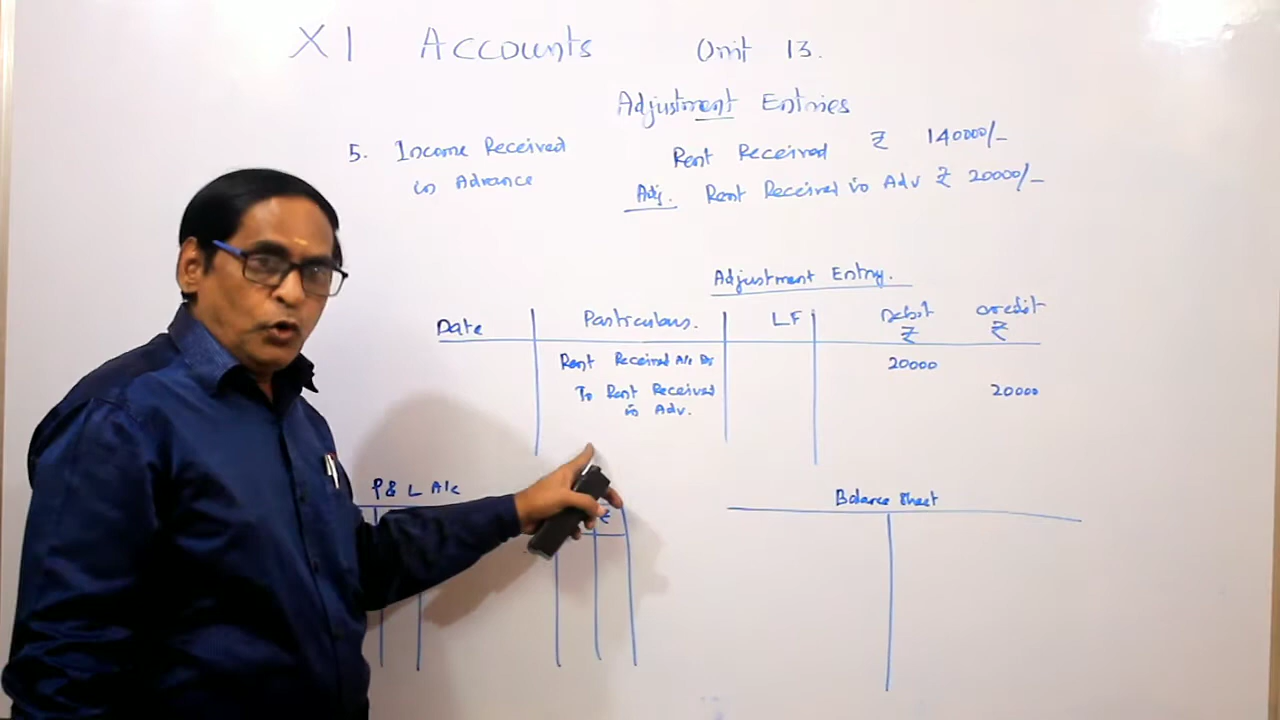 XI Accounts Unit 13.
Adjustment Entries
5. Income Received
in Advance
Rent Received ₹ 140000/-
Adj. Rent Received in Adv ₹ 20000/-
Adjustment Entry.
Date Particulars. LF Debit ₹ Credit ₹
Rent Received A/c Dr 20000
To Rent Received 20000
in Adv.
P & L A/c
₹
Balance Sheet